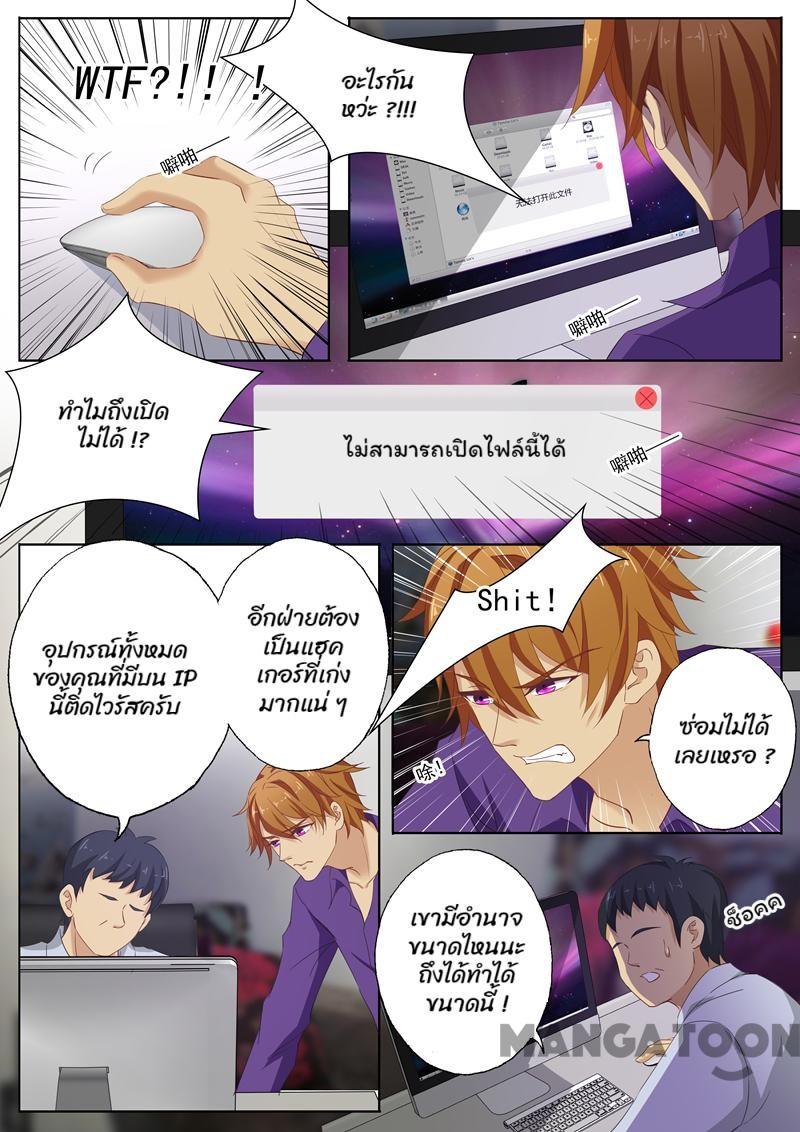 WTF?!! !
อะไรกัน
หว่ะ ?!!!
噼啪——
无法打开此文件
噼啪——
ทำไมถึงเปิด
ไม่ได้ !?
ไม่สามารถเปิดไฟล์นี้ได้
噼啪——
อีกฝ่ายต้อง
เป็นแฮค
เกอร์ที่เก่ง
มากแน่ ๆ
อุปกรณ์ทั้งหมด
ของคุณที่มีบน IP
นี้ติดไวรัสครับ
Shit!
ซ่อมไม่ได้
เลยเหรอ ?
เขามีอำนาจ
ขนาดไหนนะ
ถึงได้ทำได้
ขนาดนี้ !
ช็อคค
MANGATOON